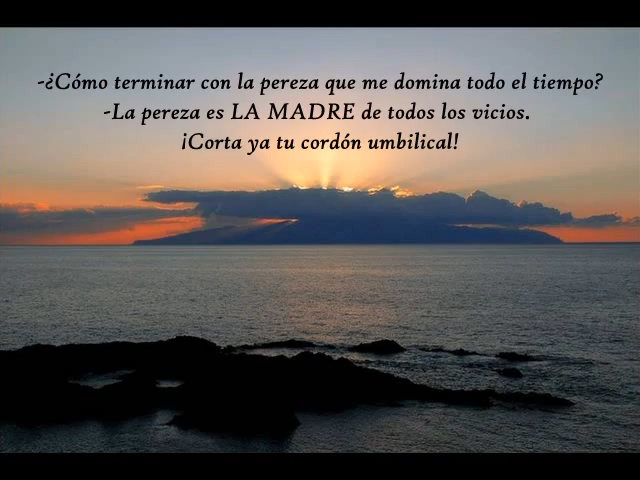 -¿Cómo terminar con la pereza que me domina todo el tiempo?
-La pereza es LA MADRE de todos los vicios.
¡Corta ya tu cordón umbilical!